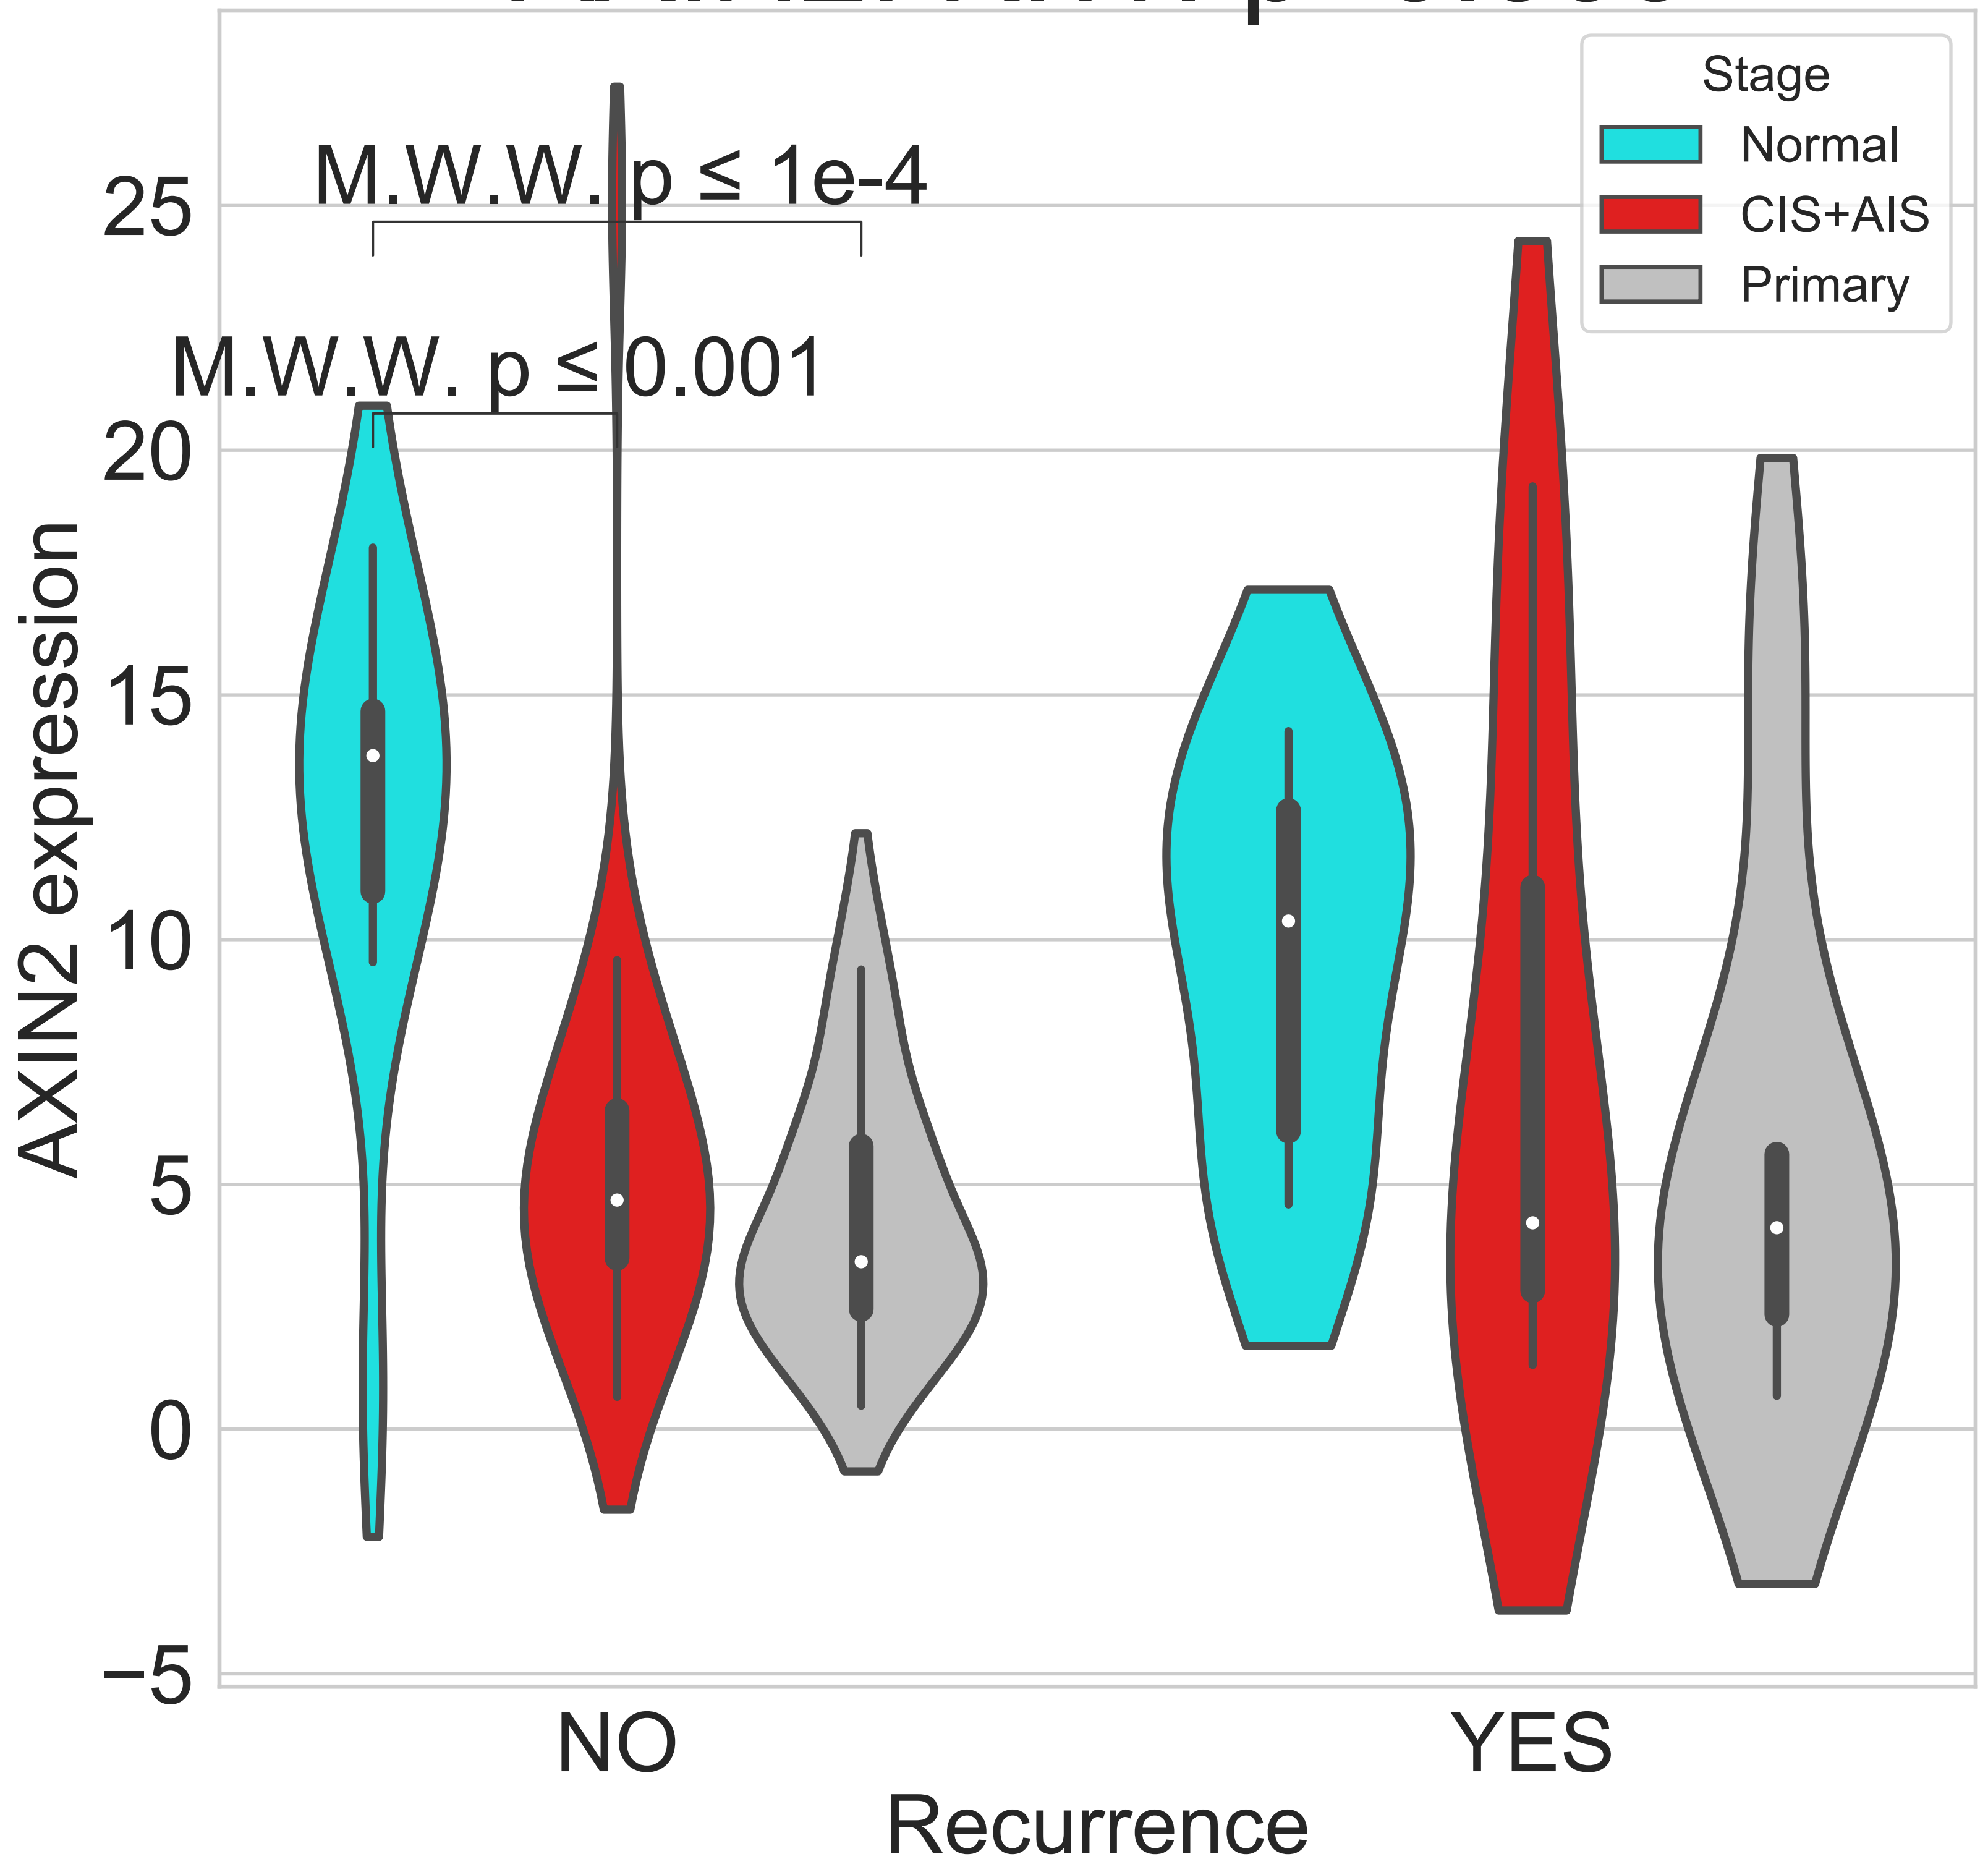 Stage
Normal
CIS+AIS
Primary
M.W.W. p ≤ 1e-4
M.W.W. p ≤ 0.001
25
20
15
10
5
0
−5
AXIN2 expression
NO
YES
Recurrence